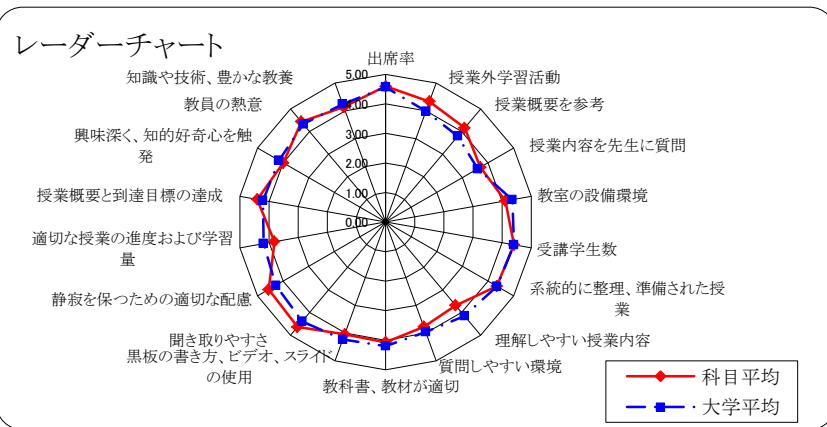 レーダーチャート
出席率
授業外学習活動
授業概要を参考
授業内容を先生に質問
教室の設備環境
受講学生数
系統的に整理、準備された授
業
理解しやすい授業内容
質問しやすい環境
教科書、教材が適切
黒板の書き方、ビデオ、スライド
の使用
聞き取りやすさ
静寂を保つための適切な配慮
適切な授業の進度および学習
量
授業概要と到達目標の達成
興味深く、知的好奇心を触
発
教員の熱意
知識や技術、豊かな教養
5.00
4.00
3.00
2.00
1.00
0.00
科目平均
大学平均